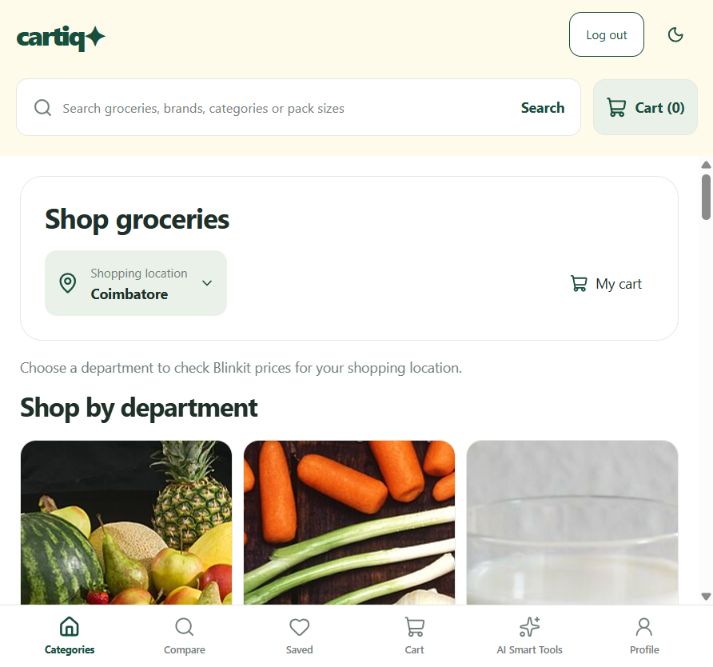 cartiq
Log out
Search groceries, brands, categories or pack sizes
Search
Cart (0)
Shop groceries
Shopping location
Coimbatore
My cart
Choose a department to check Blinkit prices for your shopping location.
Shop by department
Categories
Compare
Saved
Cart
AI Smart Tools
Profile